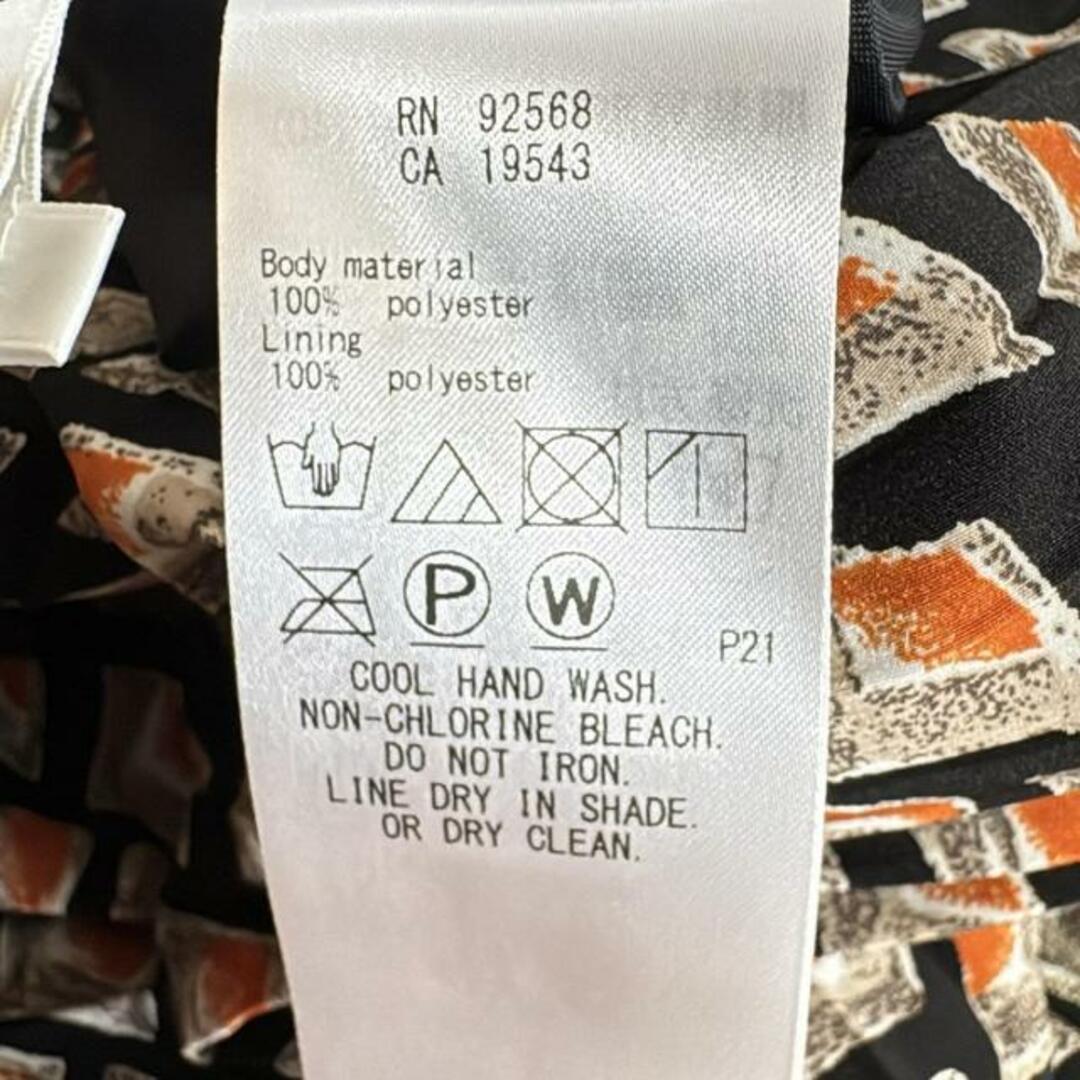 RN 92568
CA 19543
Body material
100% polyester
Lining
100% polyester
P W
P21
COOL HAND WASH.
NON-CHLORINE BLEACH.
DO NOT IRON.
LINE DRY IN SHADE.
OR DRY CLEAN.